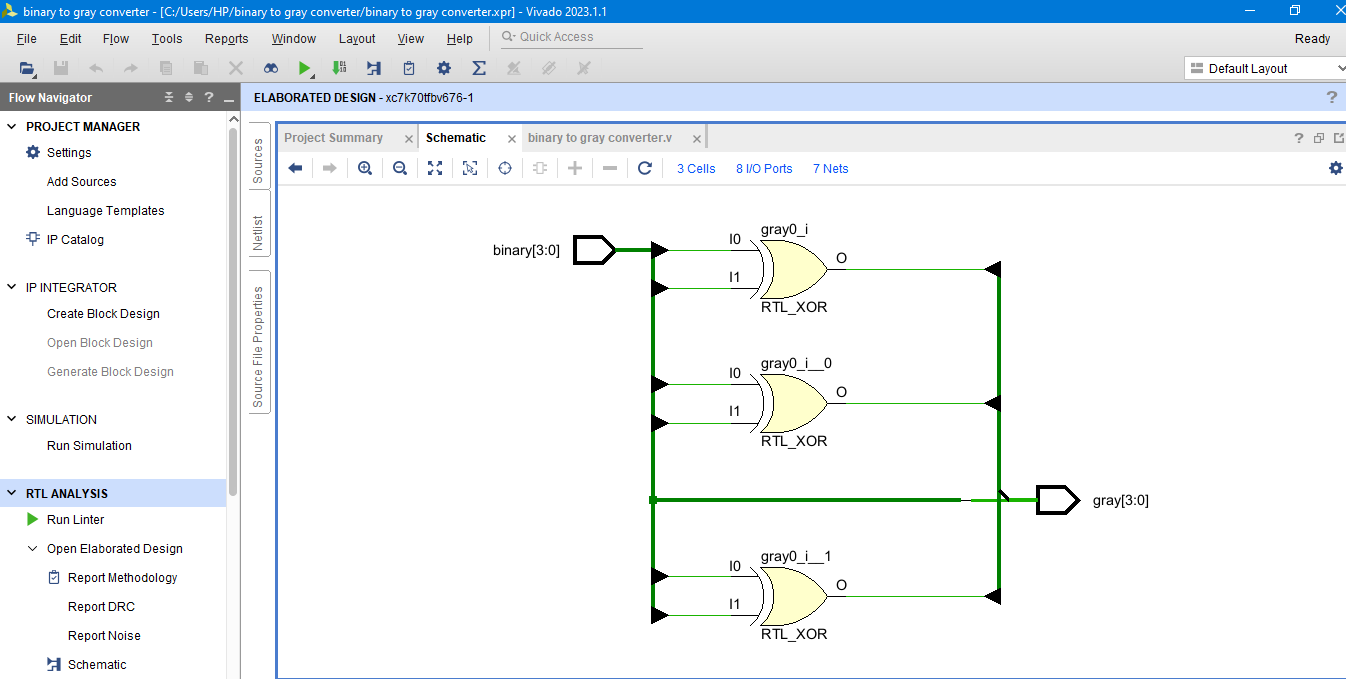 binary to gray converter - [C:/Users/HP/binary to gray converter/binary to gray converter.xpr] - Vivado 2023.1.1
File Edit Flow Tools Reports Window Layout View Help Quick Access Ready
Default Layout
Flow Navigator
PROJECT MANAGER
Settings
Add Sources
Language Templates
IP Catalog
IP INTEGRATOR
Create Block Design
Open Block Design
Generate Block Design
SIMULATION
Run Simulation
RTL ANALYSIS
Run Linter
Open Elaborated Design
Report Methodology
Report DRC
Report Noise
Schematic
ELABORATED DESIGN - xc7k70tfbv676-1
Sources
Netlist
Source File Properties
Project Summary Schematic binary to gray converter.v
3 Cells 8 I/O Ports 7 Nets
binary[3:0]
gray0_i
I0
I1
O
RTL_XOR
gray0_i__0
I0
I1
O
RTL_XOR
gray[3:0]
gray0_i__1
I0
I1
O
RTL_XOR